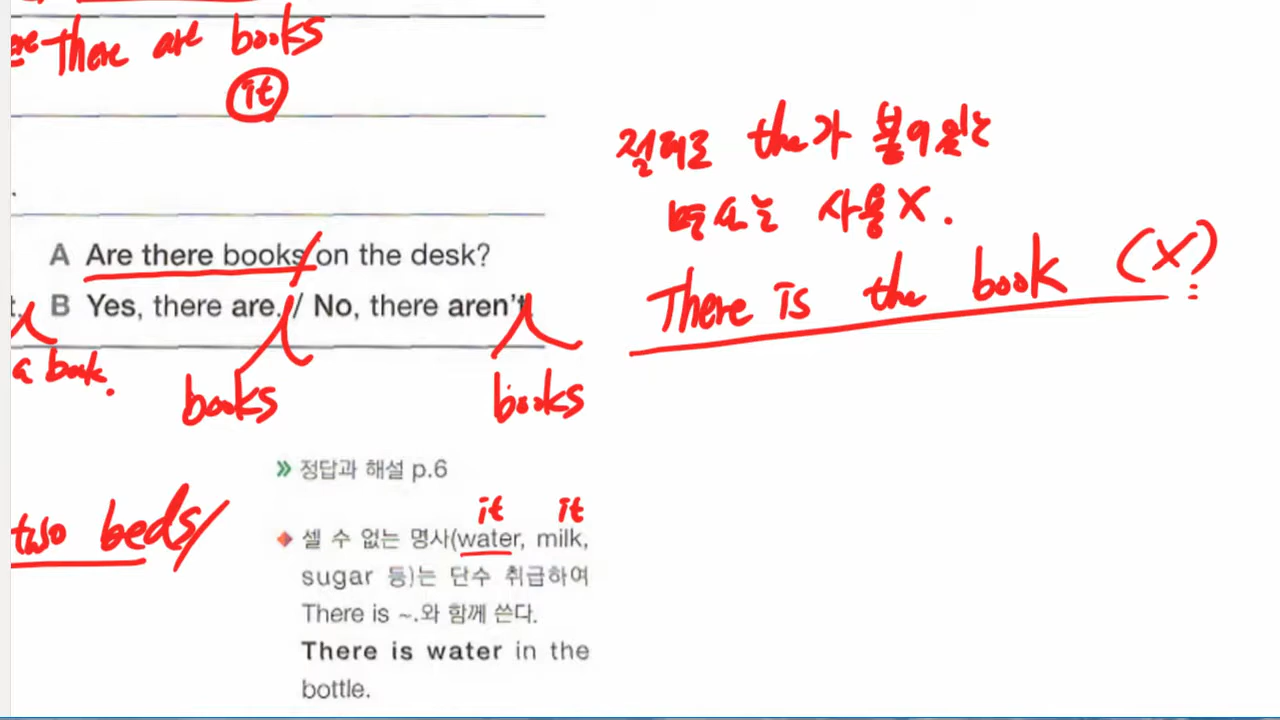 There are books
it
절대로 the가 붙어있는
명사는 사용X.
There is the book (X)
A Are there books/on the desk?
B Yes, there are. / No, there aren't.
a book.
books
books
» 정답과 해설 p.6
two beds/
it it
셀 수 없는 명사(water, milk,
sugar 등)는 단수 취급하여
There is ~.와 함께 쓴다.
There is water in the
bottle.